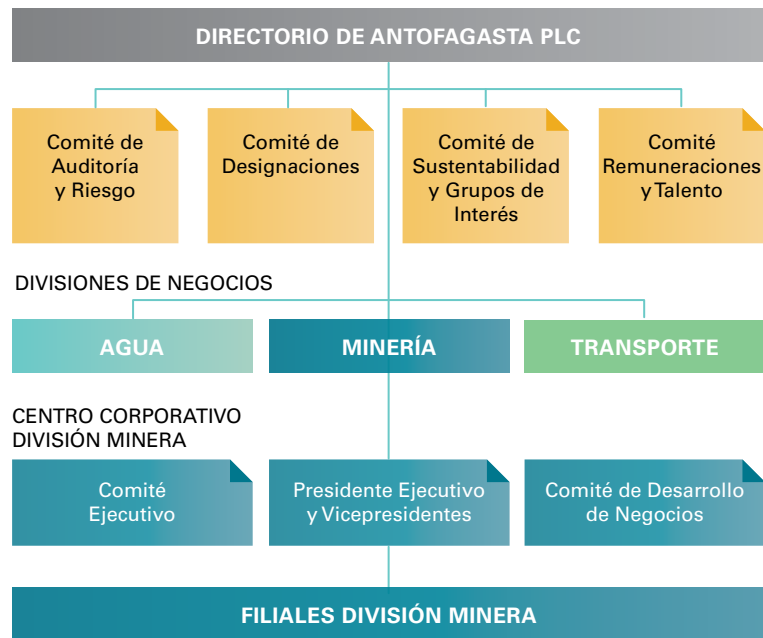 DIRECTORIO DE ANTOFAGASTA PLC
Comité de
Auditoría
y Riesgo
Comité de
Designaciones
Comité de
Sustentabilidad
y Grupos de
Interés
Comité
Remuneraciones
y Talento
DIVISIONES DE NEGOCIOS
AGUA
MINERÍA
TRANSPORTE
CENTRO CORPORATIVO
DIVISIÓN MINERA
Comité
Ejecutivo
Presidente Ejecutivo
y Vicepresidentes
Comité de Desarrollo
de Negocios
FILIALES DIVISIÓN MINERA